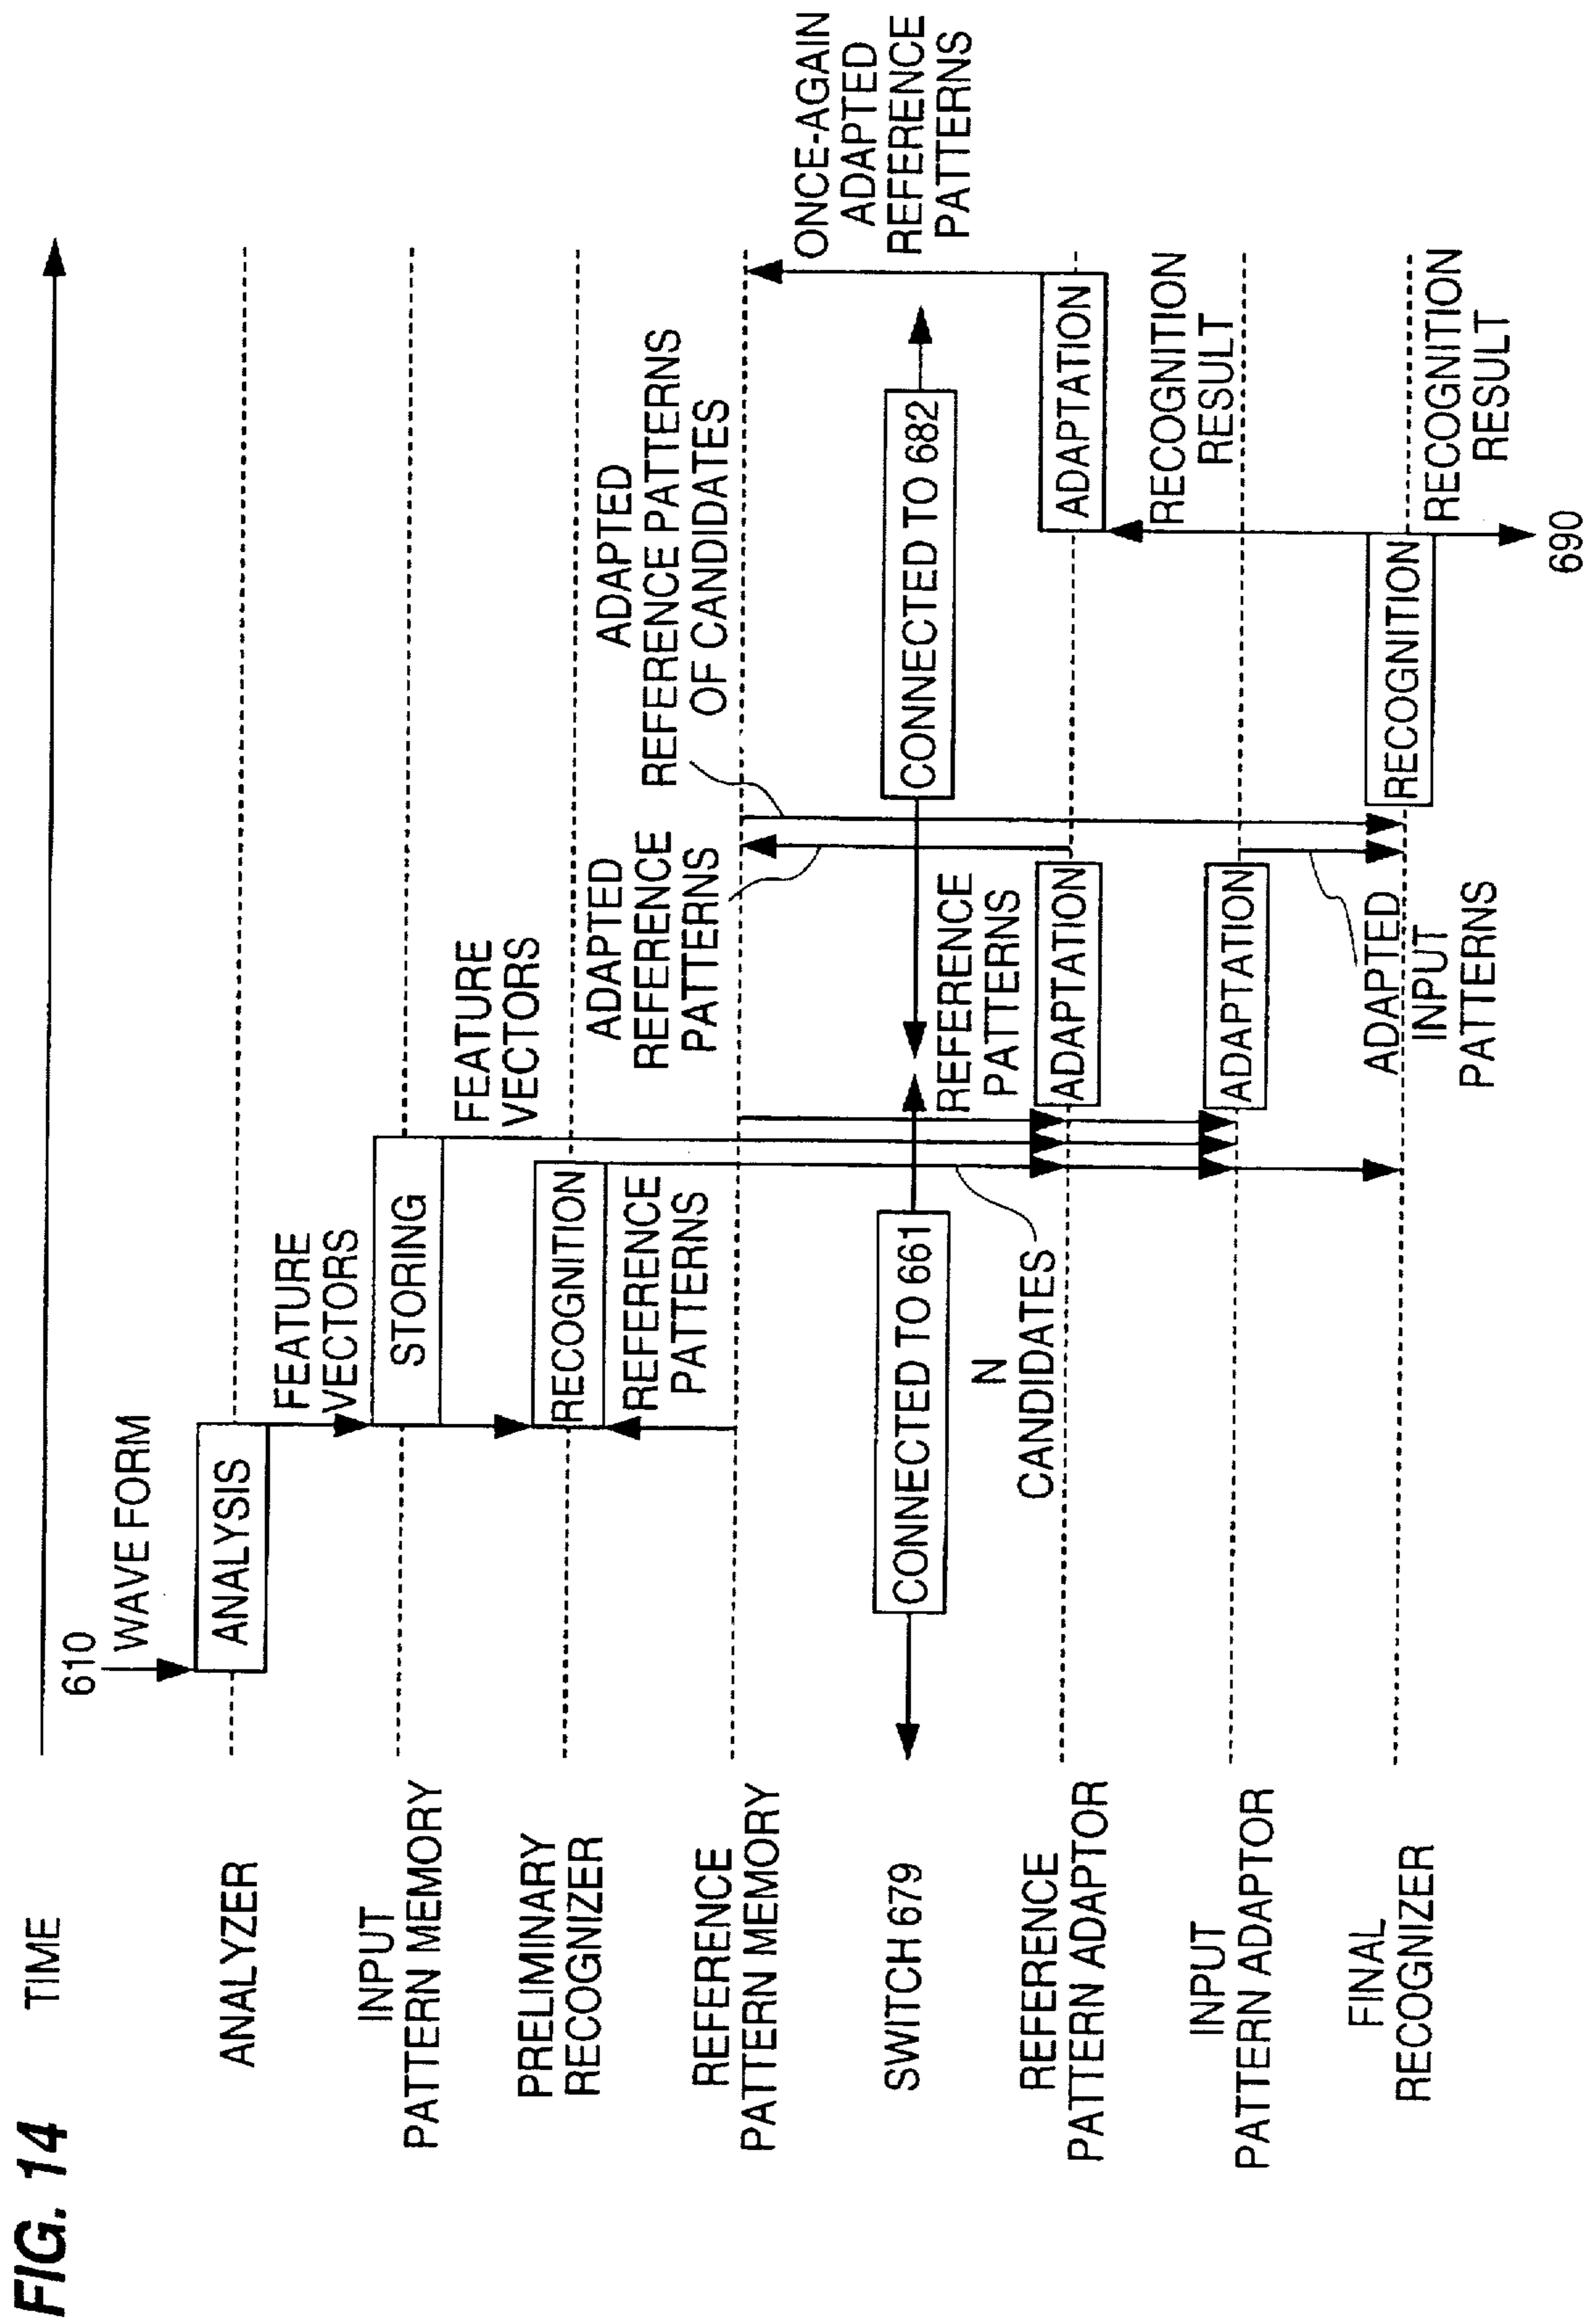 FIG. 14
TIME
610
WAVE FORM
ANALYZER
ANALYSIS
FEATURE
VECTORS
INPUT
PATTERN MEMORY
STORING
FEATURE
VECTORS
PRELIMINARY
RECOGNIZER
RECOGNITION
REFERENCE
PATTERNS
ADAPTED
REFERENCE
PATTERNS
ADAPTED
REFERENCE PATTERNS
OF CANDIDATES
REFERENCE
PATTERN MEMORY
ONCE-AGAIN
ADAPTED
REFERENCE
PATTERNS
SWITCH 679
CONNECTED TO 661
CONNECTED TO 682
N
CANDIDATES
REFERENCE
PATTERNS
REFERENCE
PATTERN ADAPTOR
ADAPTATION
ADAPTATION
RECOGNITION
RESULT
INPUT
PATTERN ADAPTOR
ADAPTATION
ADAPTED
INPUT
PATTERNS
FINAL
RECOGNIZER
RECOGNITION
RECOGNITION
RESULT
690